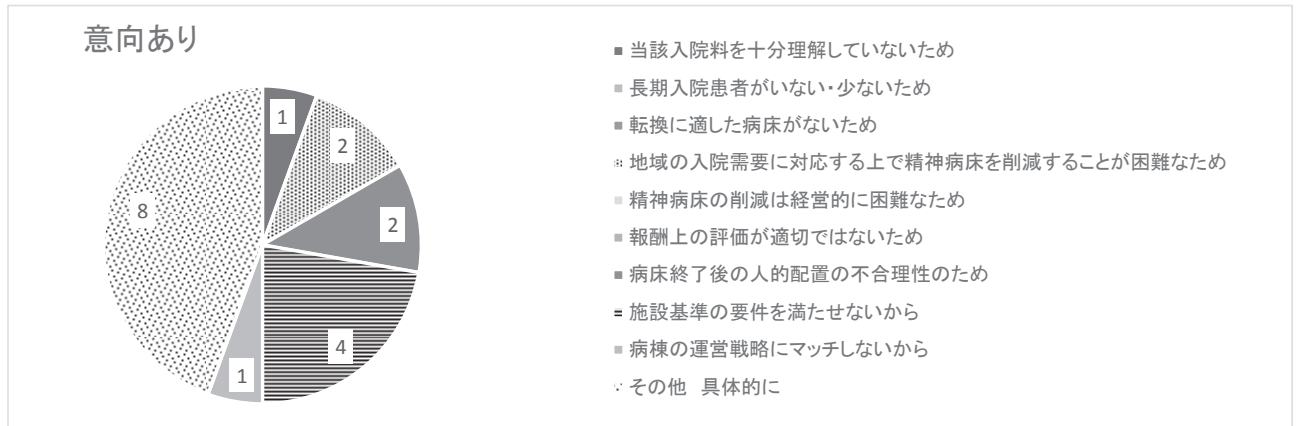 意向あり
1
2
2
4
1
8
当該入院料を十分理解していないため
長期入院患者がいない・少ないため
転換に適した病床がないため
地域の入院需要に対応する上で精神病床を削減することが困難なため
精神病床の削減は経営的に困難なため
報酬上の評価が適切ではないため
病床終了後の人的配置の不合理性のため
施設基準の要件を満たせないから
病棟の運営戦略にマッチしないから
その他 具体的に